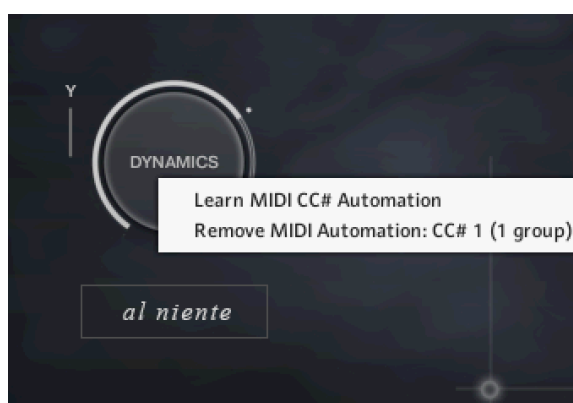 Y
DYNAMICS
Learn MIDI CC# Automation
Remove MIDI Automation: CC# 1 (1 group)
al niente